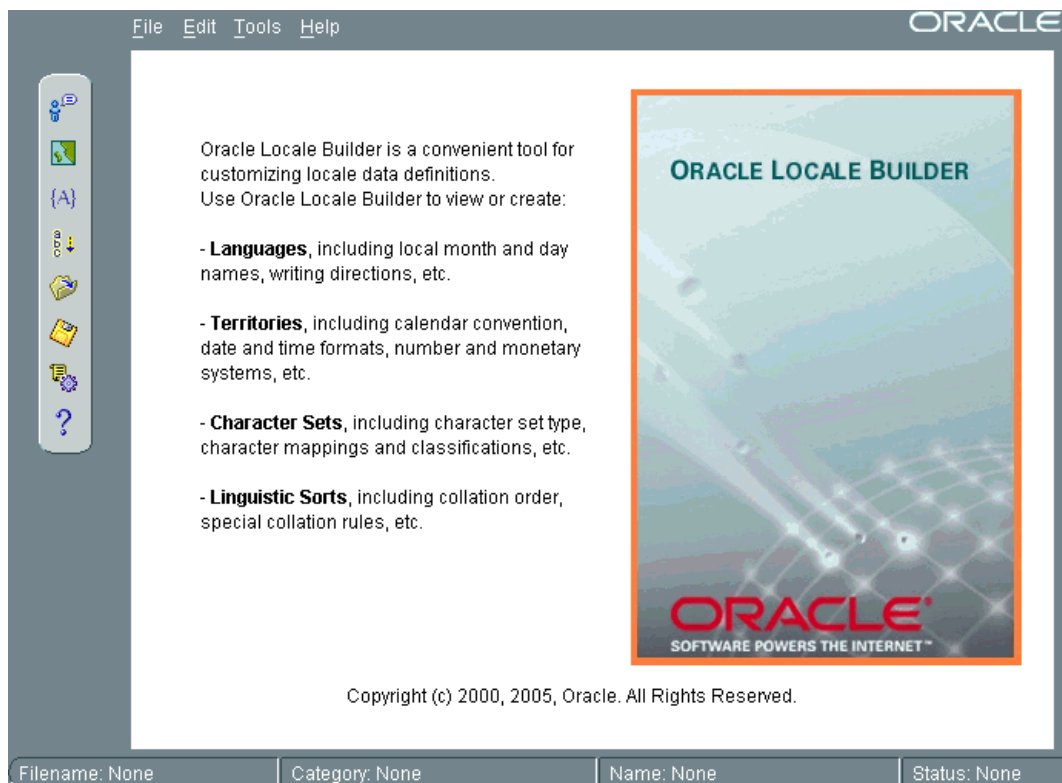 File Edit Tools Help
ORACLE
Oracle Locale Builder is a convenient tool for
customizing locale data definitions.
Use Oracle Locale Builder to view or create:
- Languages, including local month and day
names, writing directions, etc.
- Territories, including calendar convention,
date and time formats, number and monetary
systems, etc.
- Character Sets, including character set type,
character mappings and classifications, etc.
- Linguistic Sorts, including collation order,
special collation rules, etc.
ORACLE LOCALE BUILDER
ORACLE®
SOFTWARE POWERS THE INTERNET™
Copyright (c) 2000, 2005, Oracle. All Rights Reserved.
{A}
a
b
c
?
Filename: None Category: None Name: None Status: None